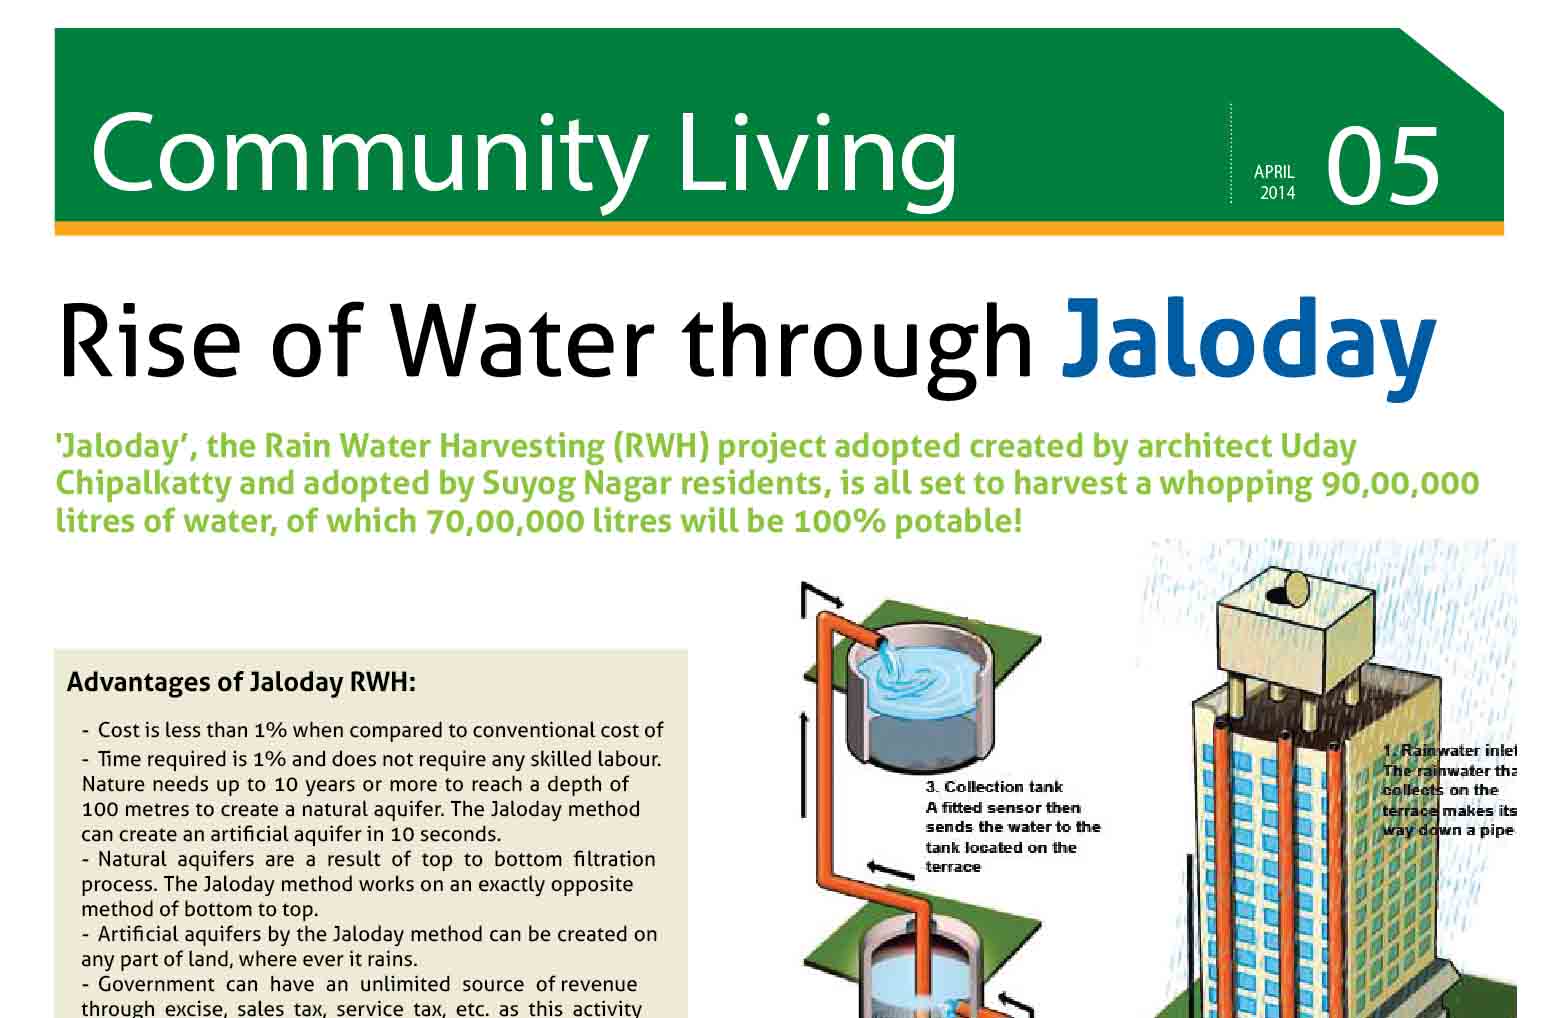 Community Living
APRIL
2014
05
Rise of Water through Jaloday
'Jaloday’, the Rain Water Harvesting (RWH) project adopted created by architect Uday
Chipalkatty and adopted by Suyog Nagar residents, is all set to harvest a whopping 90,00,000
litres of water, of which 70,00,000 litres will be 100% potable!
Advantages of Jaloday RWH:
- Cost is less than 1% when compared to conventional cost of
- Time required is 1% and does not require any skilled labour.
Nature needs up to 10 years or more to reach a depth of
100 metres to create a natural aquifer. The Jaloday method
can create an artificial aquifer in 10 seconds.
- Natural aquifers are a result of top to bottom filtration
process. The Jaloday method works on an exactly opposite
method of bottom to top.
- Artificial aquifers by the Jaloday method can be created on
any part of land, where ever it rains.
- Government can have an unlimited source of revenue
through excise, sales tax, service tax, etc. as this activity
3. Collection tank
A fitted sensor then
sends the water to the
tank located on the
terrace
1. Rainwater inlet
The rainwater tha
collects on the
terrace makes its
way down a pipe